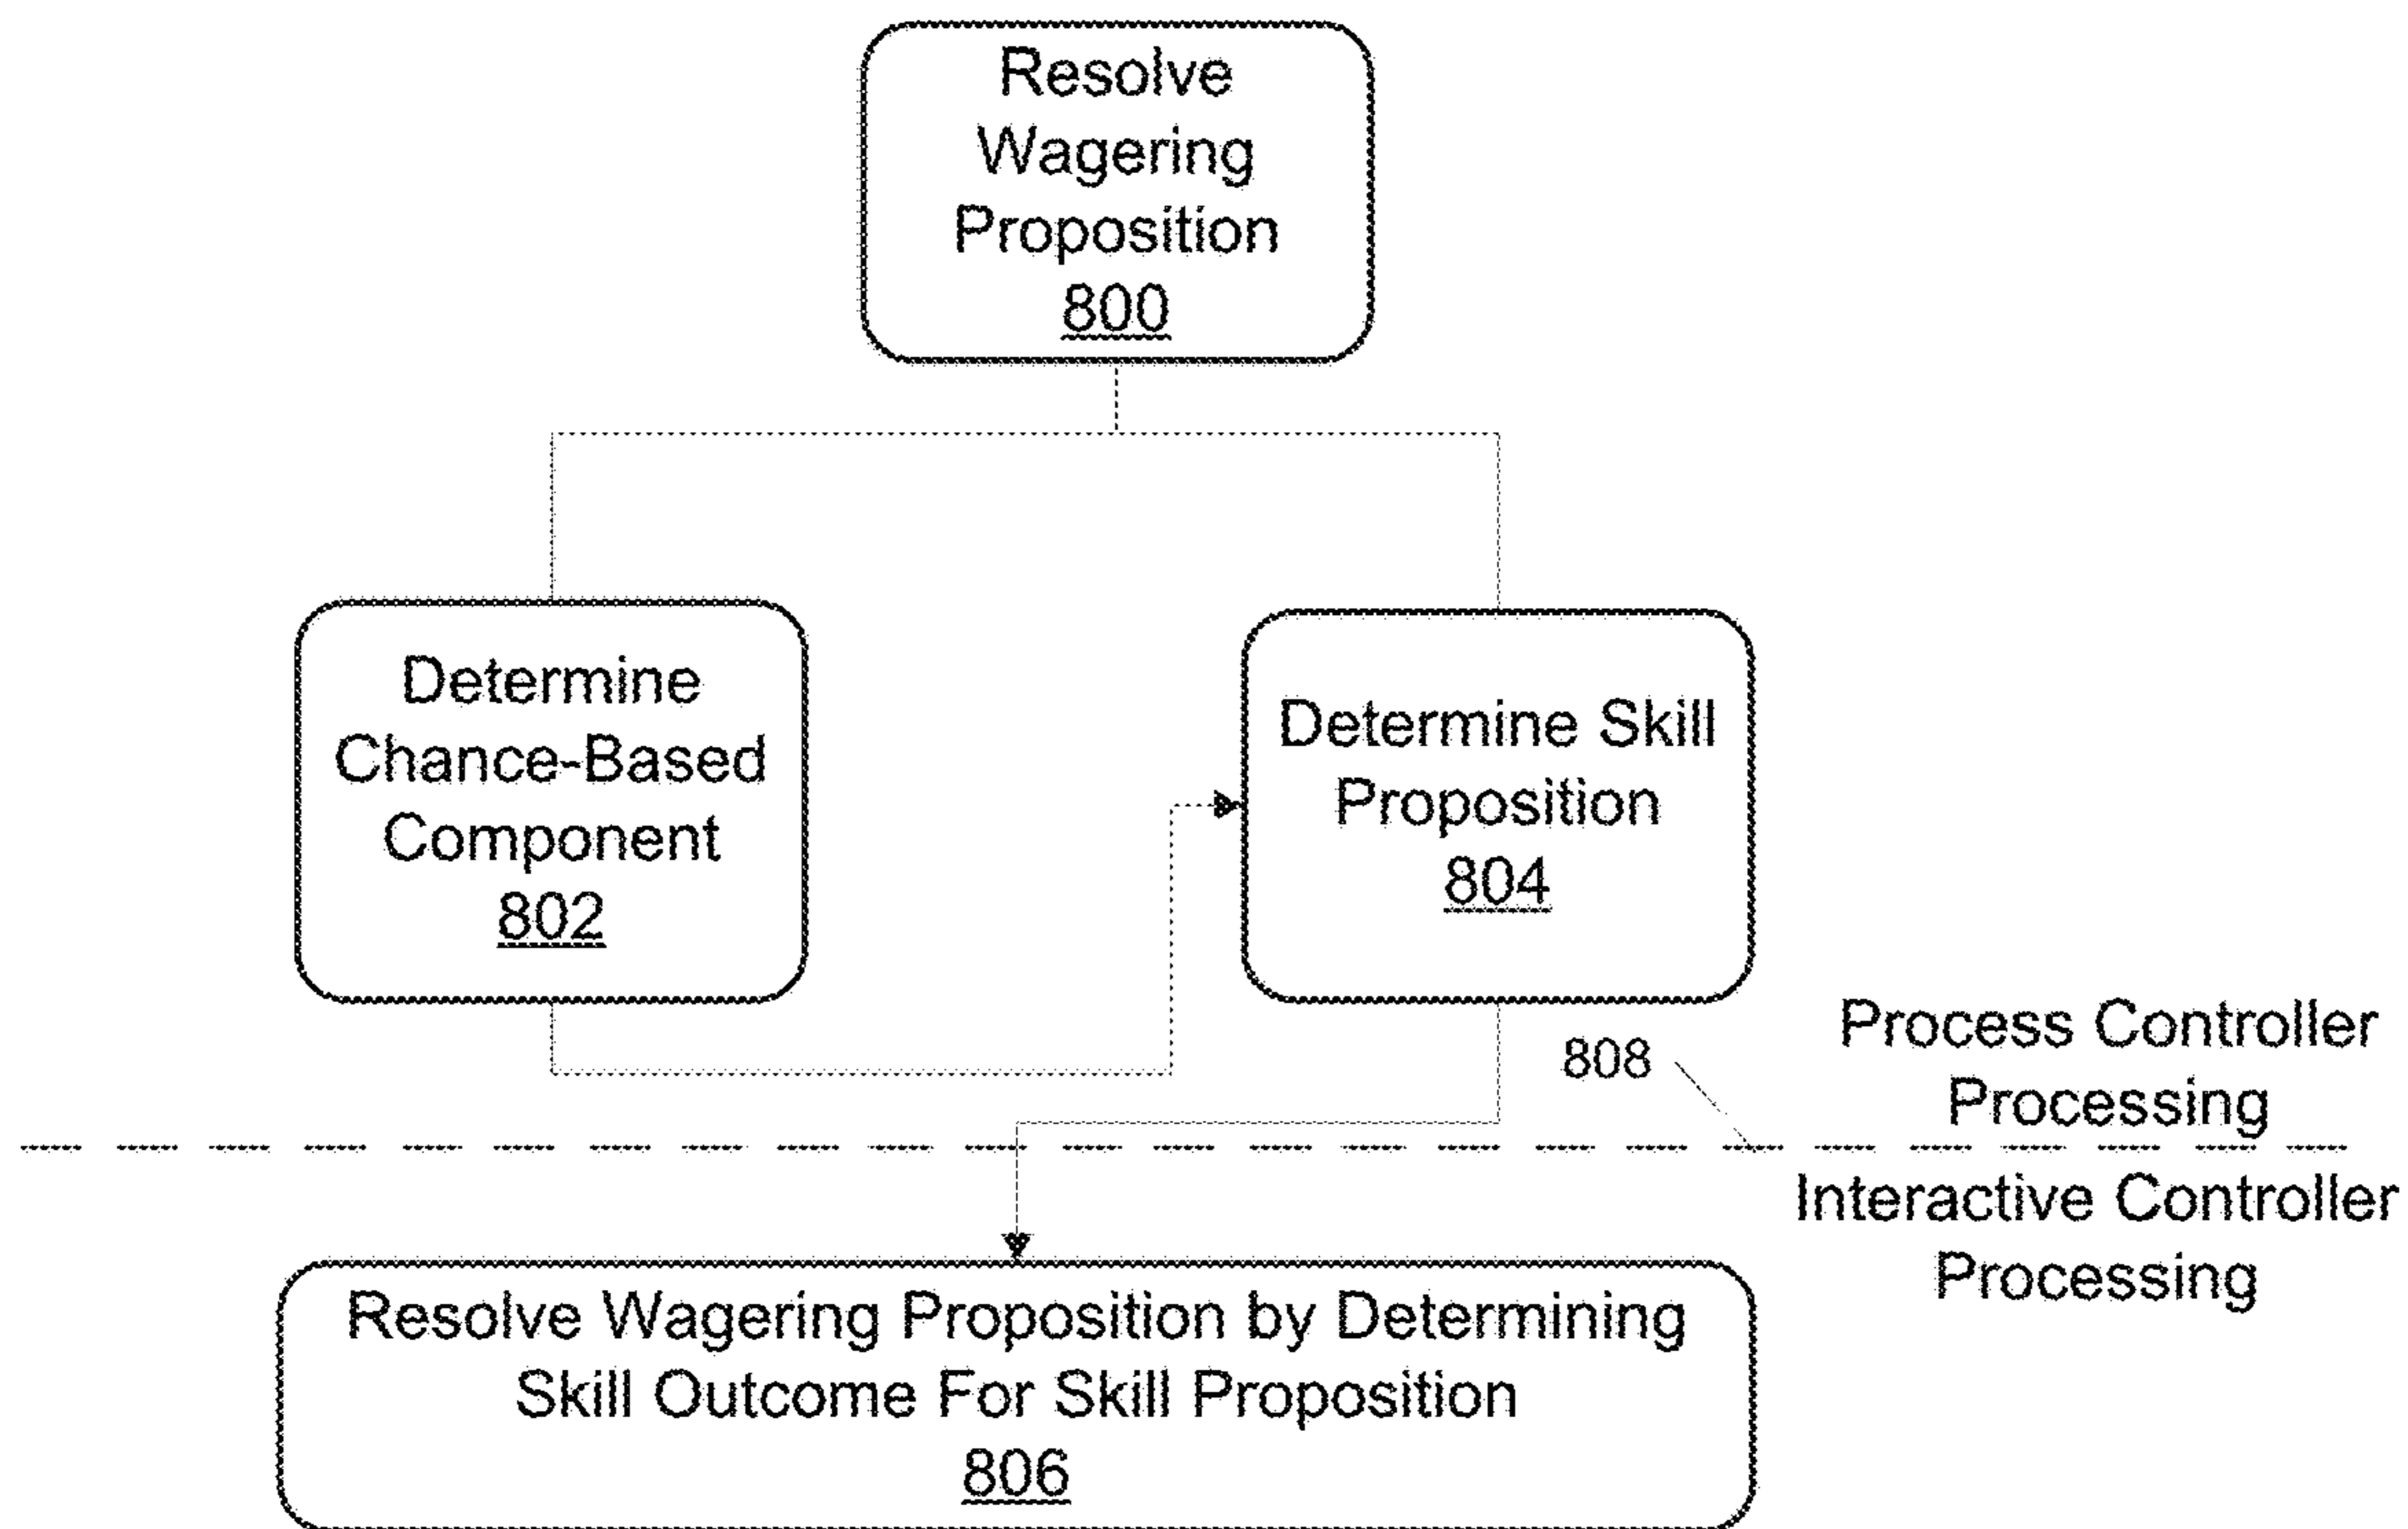 Resolve
Wagering
Proposition
800
Determine
Chance-Based
Component
802
Determine Skill
Proposition
804
808
Process Controller
Processing
Interactive Controller
Processing
Resolve Wagering Proposition by Determining
Skill Outcome For Skill Proposition
806